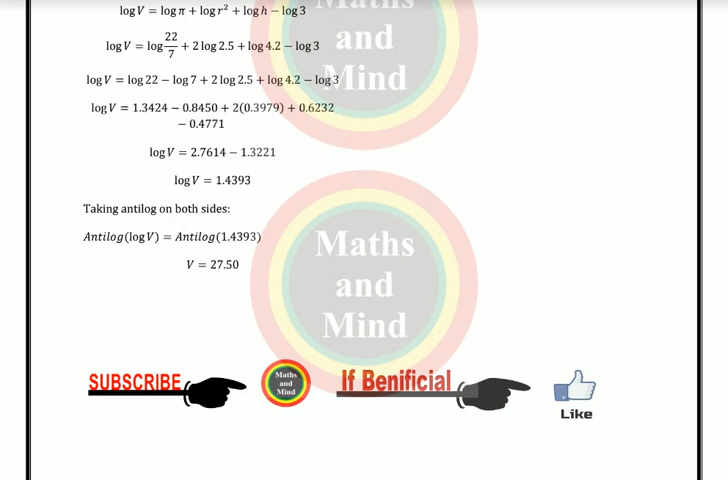 log V = log π + log r² + log h − log 3
Maths
and
Mind
log V = log 22/7 + 2 log 2.5 + log 4.2 − log 3
log V = log 22 − log 7 + 2 log 2.5 + log 4.2 − log 3
log V = 1.3424 − 0.8450 + 2(0.3979) + 0.6232
− 0.4771
log V = 2.7614 − 1.3221
log V = 1.4393
Taking antilog on both sides:
Antilog(log V) = Antilog(1.4393)
V = 27.50
Maths
and
Mind
SUBSCRIBE
Maths
and
Mind
If Benificial
Like